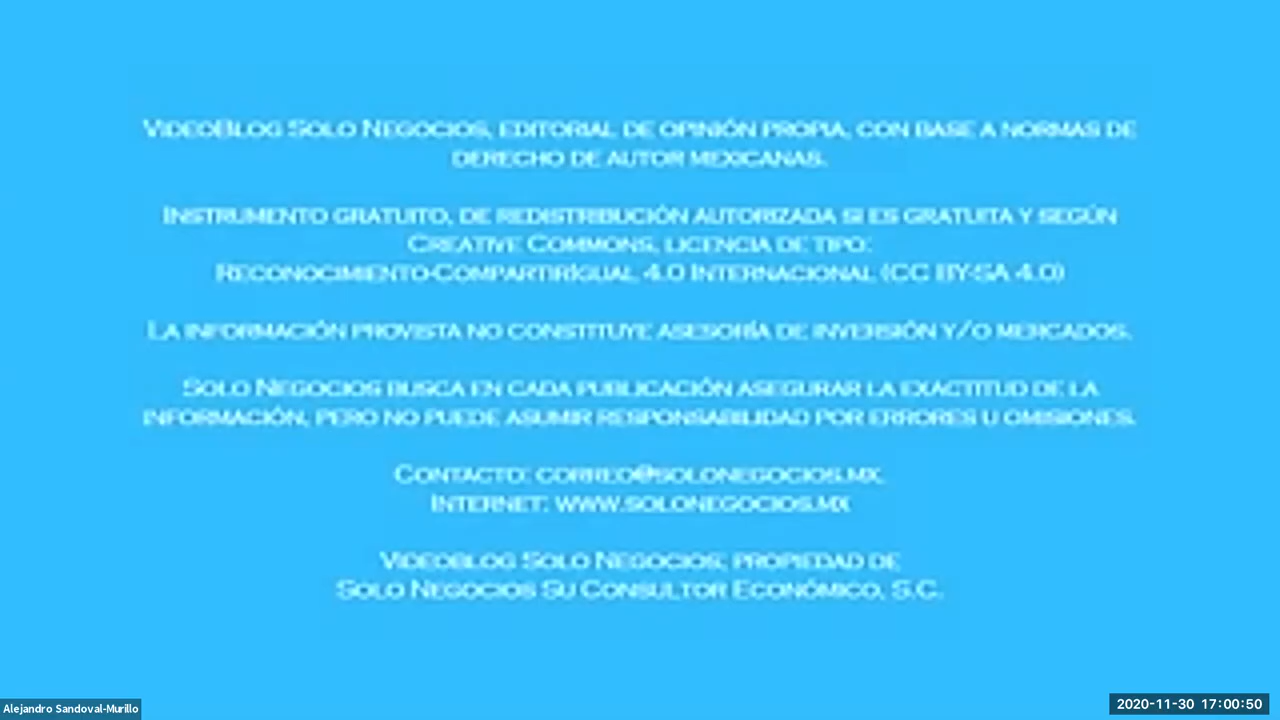 VideoBlog Solo Negocios, editorial de opinión propia, con base a normas de
derecho de autor mexicanas.
Instrumento gratuito, de redistribución autorizada si es gratuita y según
Creative Commons, licencia de tipo:
Reconocimiento-CompartirIgual 4.0 Internacional (CC BY-SA 4.0)
La información provista no constituye asesoría de inversión y/o mercados.
Solo Negocios busca en cada publicación asegurar la exactitud de la
información, pero no puede asumir responsabilidad por errores u omisiones.
Contacto: correo@solonegocios.mx.
Internet: www.solonegocios.mx
Videoblog Solo Negocios; propiedad de
Solo Negocios Su Consultor Económico, S.C.
Alejandro Sandoval-Murillo
2020-11-30 17:00:50